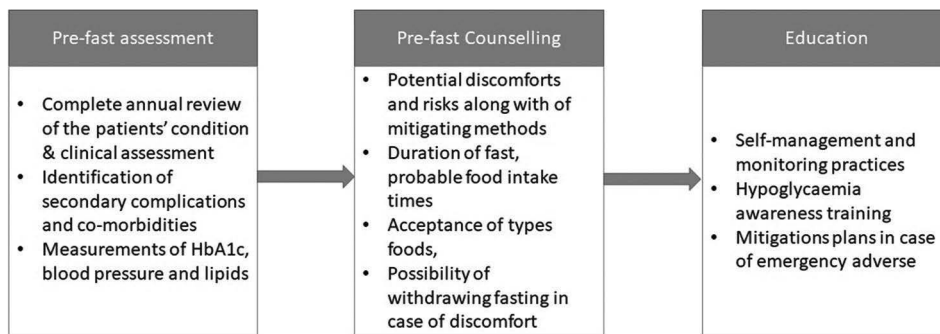 Pre-fast assessment
• Complete annual review
of the patients' condition
& clinical assessment
• Identification of
secondary complications
and co-morbidities
• Measurements of HbA1c,
blood pressure and lipids
Pre-fast Counselling
• Potential discomforts
and risks along with of
mitigating methods
• Duration of fast,
probable food intake
times
• Acceptance of types
foods,
• Possibility of
withdrawing fasting in
case of discomfort
Education
• Self-management and
monitoring practices
• Hypoglycaemia
awareness training
• Mitigations plans in case
of emergency adverse